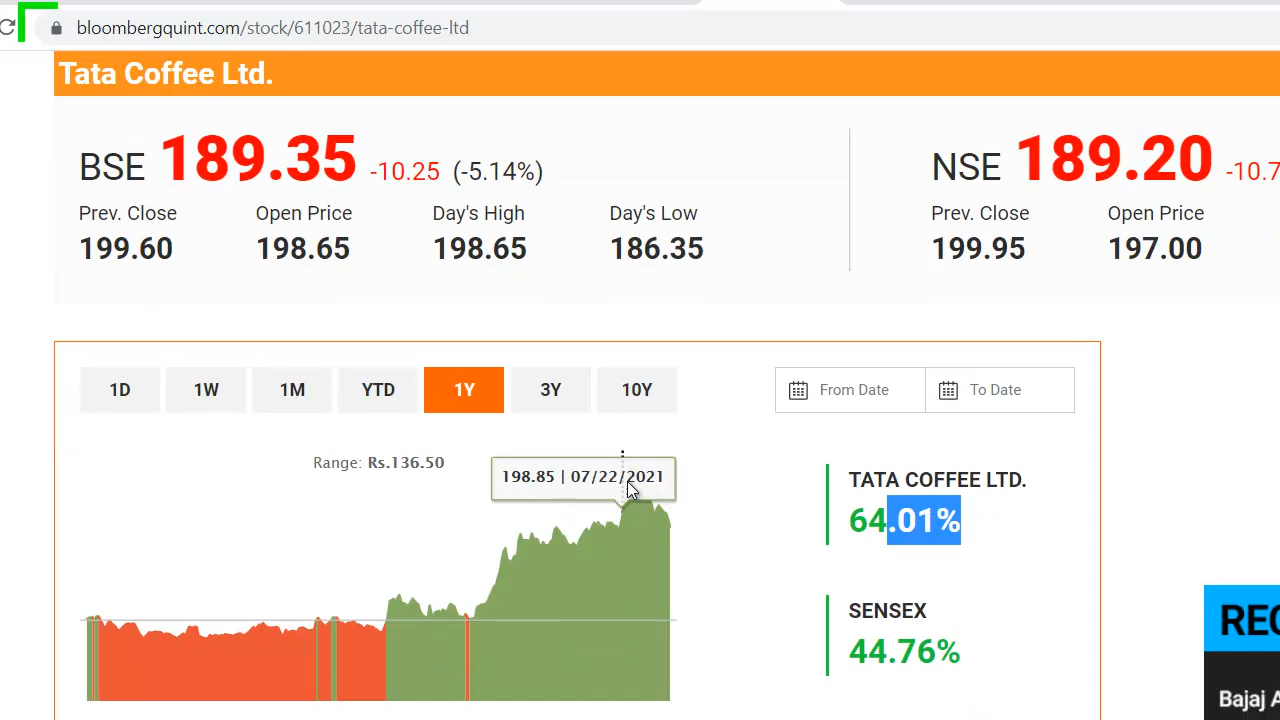 bloombergquint.com/stock/611023/tata-coffee-ltd
Tata Coffee Ltd.
BSE 189.35 -10.25 (-5.14%)
NSE 189.20 -10.7
Prev. Close Open Price Day's High Day's Low
199.60 198.65 198.65 186.35
Prev. Close Open Price
199.95 197.00
1D 1W 1M YTD 1Y 3Y 10Y
From Date To Date
Range: Rs.136.50
198.85 | 07/22/2021
TATA COFFEE LTD.
64.01%
SENSEX
44.76%
REC
Bajaj A